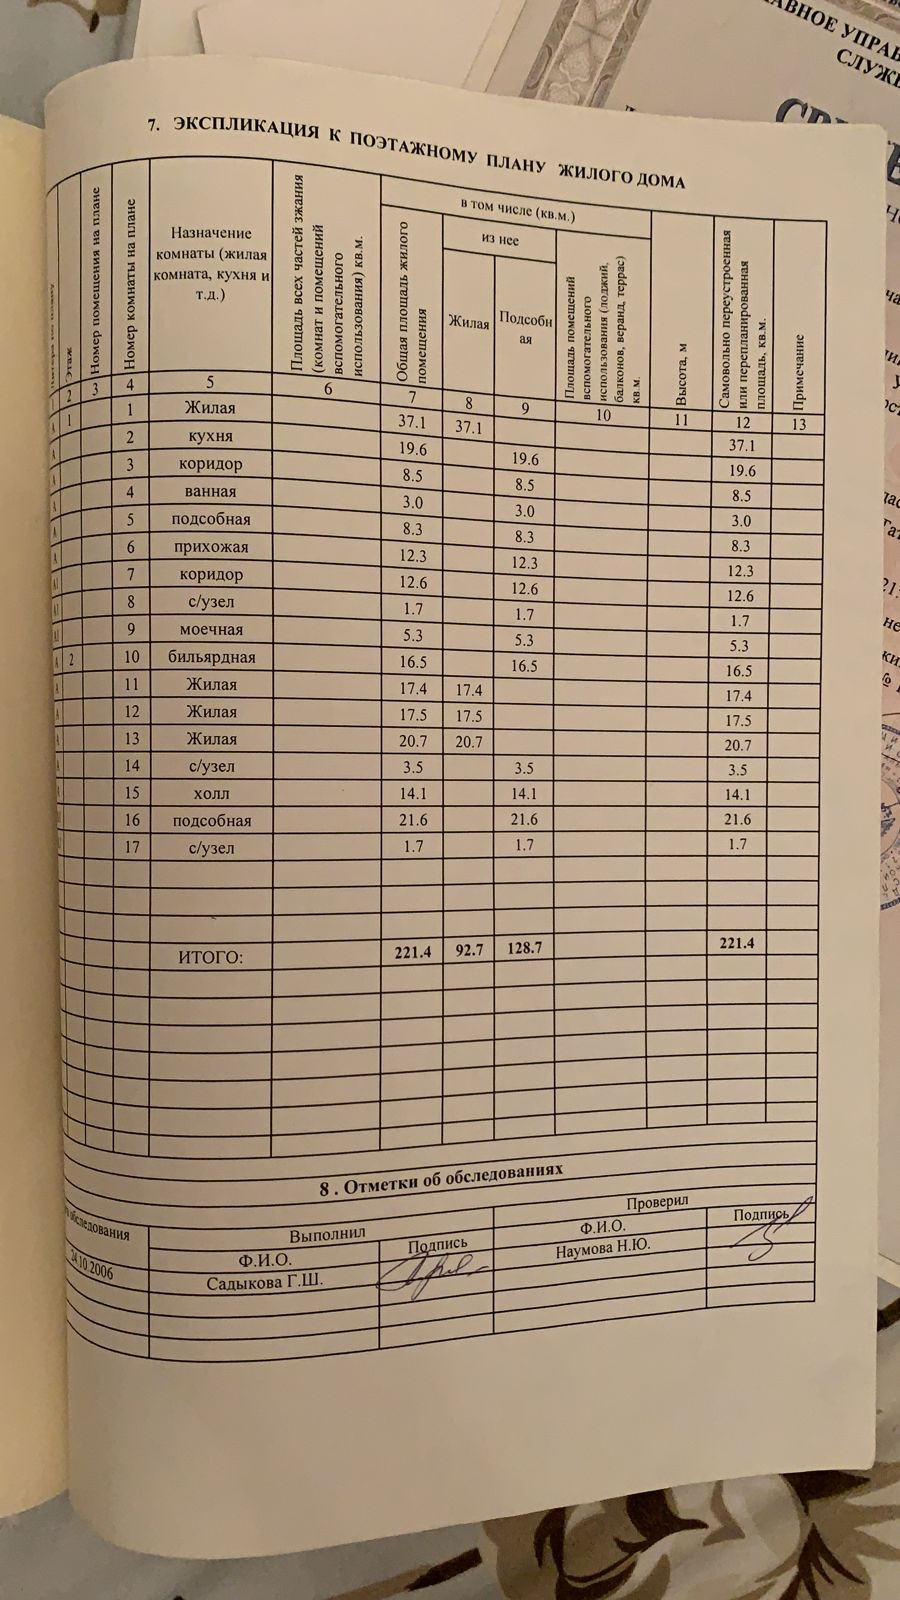 АВНОЕ УПРАВ
СЛУЖБ
7. ЭКСПЛИКАЦИЯ К ПОЭТАЖНОМУ ПЛАНУ ЖИЛОГО ДОМА
Этаж
Номер помещения на плане
Номер комнаты на плане
Назначение
комнаты (жилая
комната, кухня и
т.д.)
Площадь всех частей зжания
(комнат и помещений
вспомогательного
использования) кв.м.
в том числе (кв.м.)
Общая площадь жилого
помещения
из нее
Жилая
Подсобн
ая
Площадь помещений
вспомогательного
использования (лоджий,
балконов, веранд, террас)
кв.м.
Высота, м
Самовольно переустроенная
или перепланированная
площадь, кв.м.
Примечание
2 3 4 5 6 7 8 9 10 11 12 13
А 1 1 Жилая 37.1 37.1 37.1
А 2 кухня 19.6 19.6 19.6
А 3 коридор 8.5 8.5 8.5
А 4 ванная 3.0 3.0 3.0
А 5 подсобная 8.3 8.3 8.3
А 6 прихожая 12.3 12.3 12.3
А1 7 коридор 12.6 12.6 12.6
А1 8 с/узел 1.7 1.7 1.7
А1 9 моечная 5.3 5.3 5.3
А 2 10 бильярдная 16.5 16.5 16.5
А 11 Жилая 17.4 17.4 17.4
А 12 Жилая 17.5 17.5 17.5
А 13 Жилая 20.7 20.7 20.7
А 14 с/узел 3.5 3.5 3.5
А 15 холл 14.1 14.1 14.1
16 подсобная 21.6 21.6 21.6
17 с/узел 1.7 1.7 1.7
ИТОГО: 221.4 92.7 128.7 221.4
8 . Отметки об обследованиях
обследования Выполнил Проверил
Ф.И.О. Подпись Ф.И.О. Подпись
24.10.2006 Садыкова Г.Ш. Наумова Н.Ю.